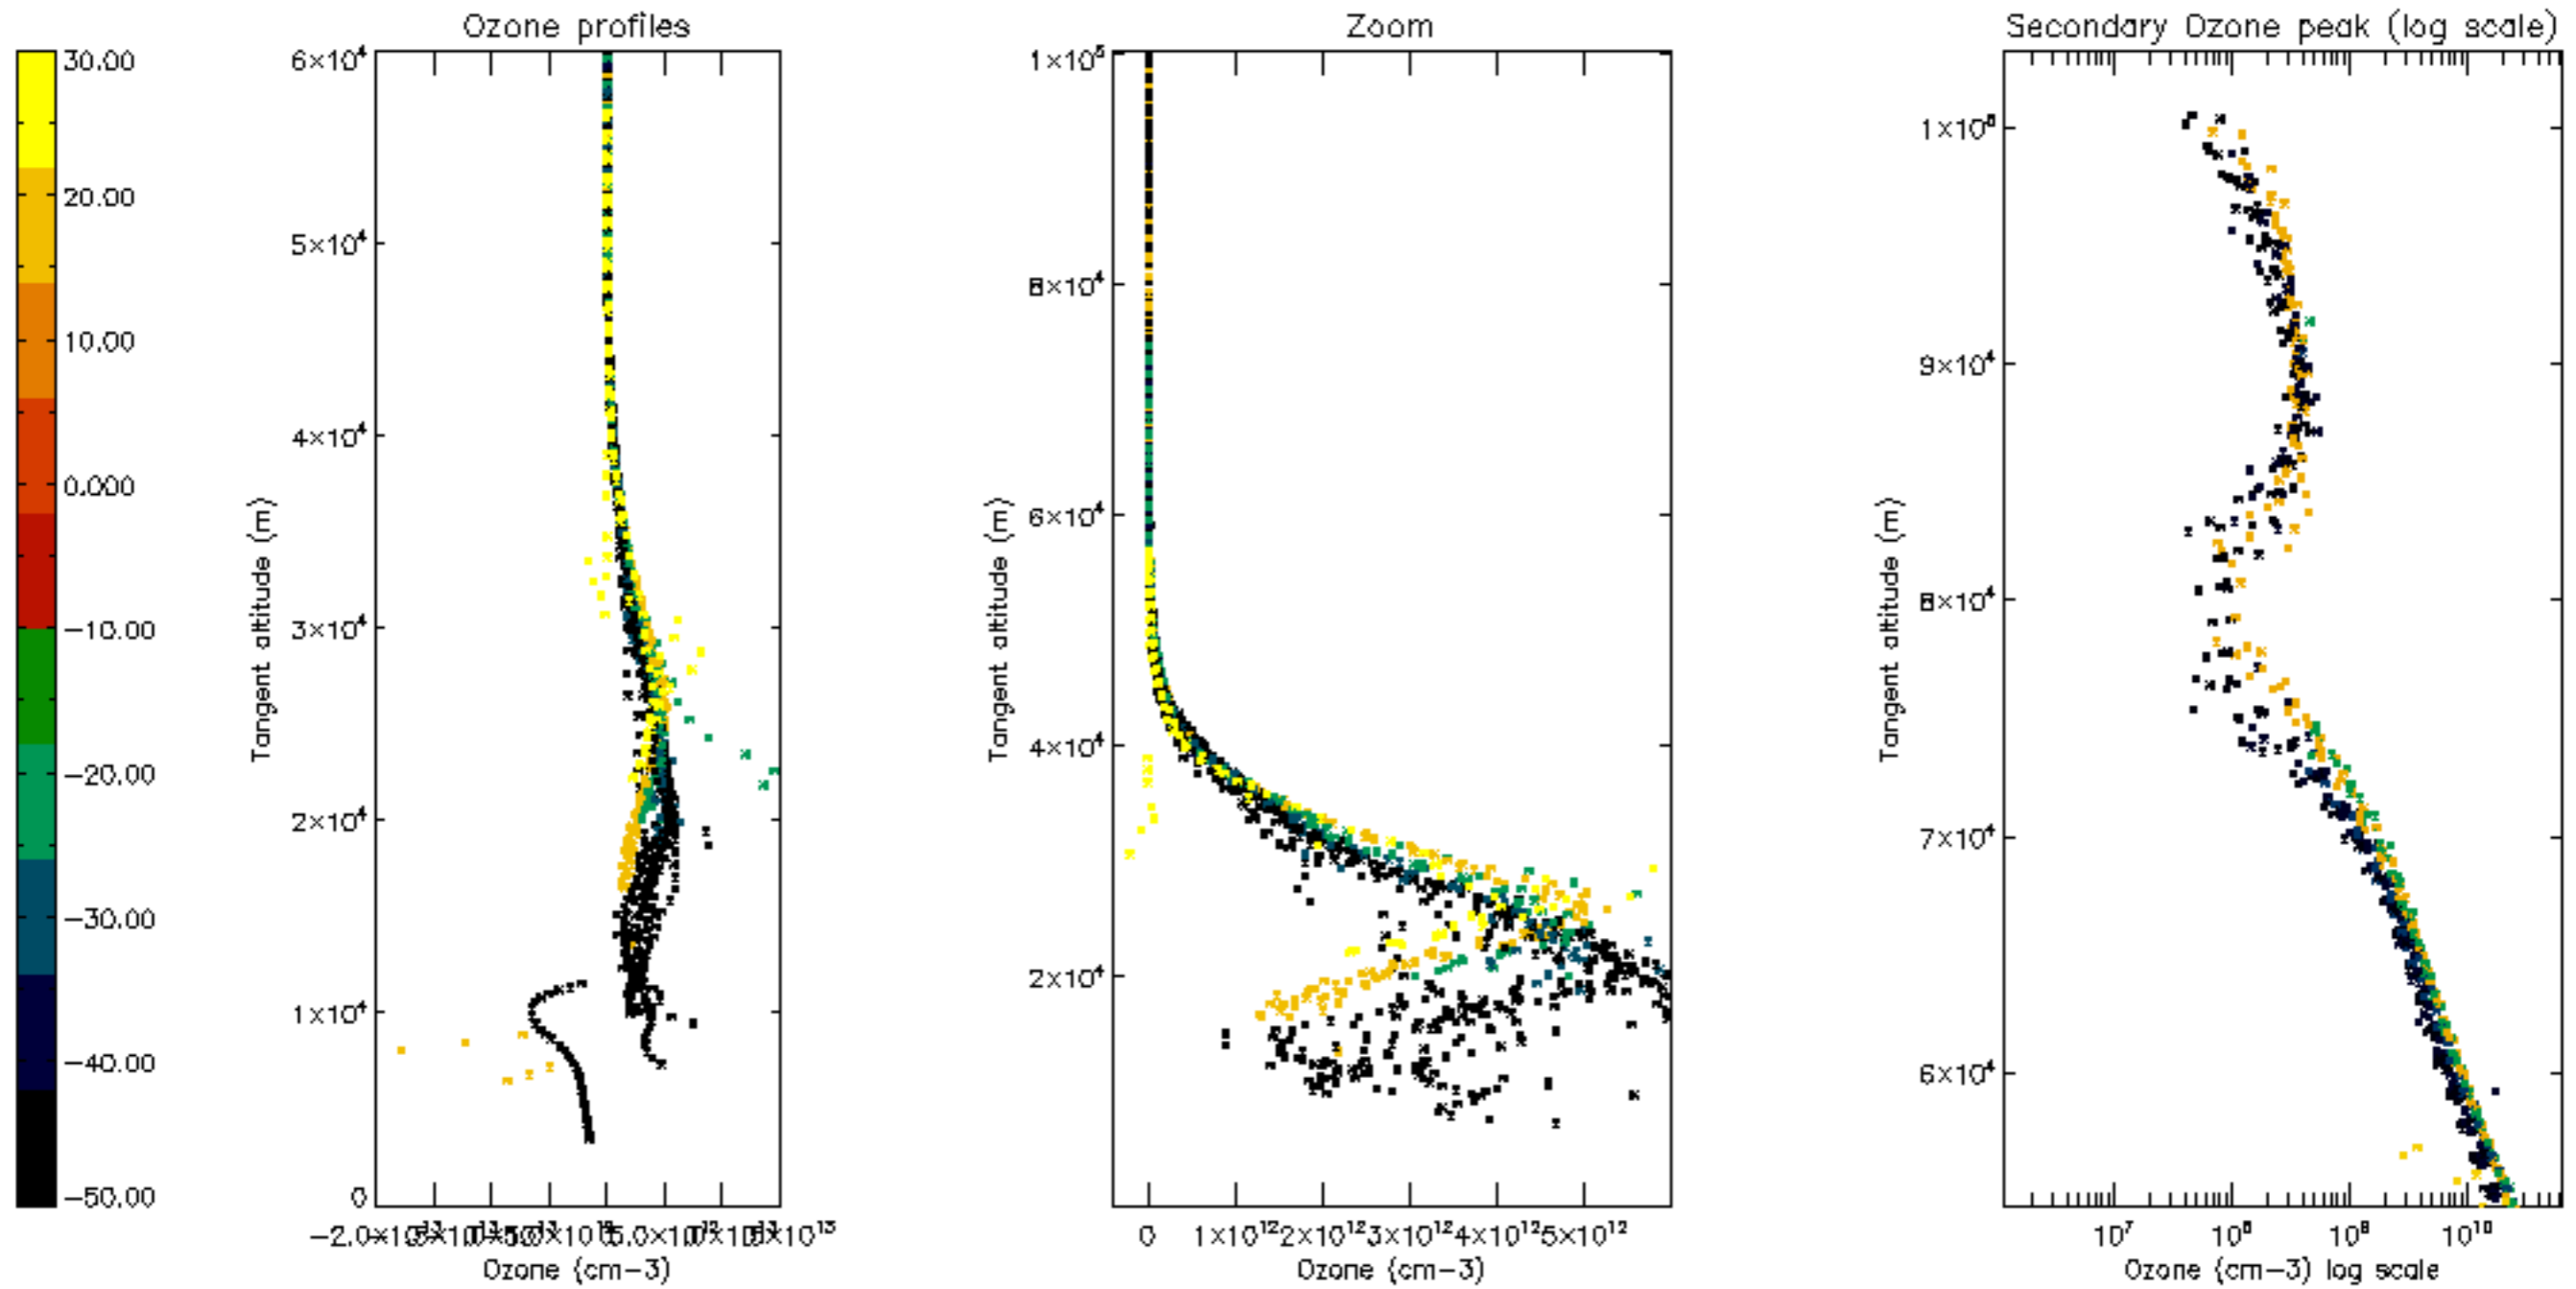 Ozone profiles
Zoom
Secondary Ozone peak (log scale)
30.00
20.00
10.00
0.000
−10.00
−20.00
−30.00
−40.00
−50.00
6×10⁴
5×10⁴
4×10⁴
3×10⁴
2×10⁴
1×10⁴
0
Tangent altitude (m)
Ozone (cm−3)
1×10⁵
8×10⁴
6×10⁴
4×10⁴
2×10⁴
Tangent altitude (m)
0 1×10¹² 2×10¹² 3×10¹² 4×10¹² 5×10¹²
Ozone (cm−3)
1×10⁵
9×10⁴
8×10⁴
7×10⁴
6×10⁴
Tangent altitude (m)
10⁷ 10⁸ 10⁹ 10¹⁰
Ozone (cm−3) log scale